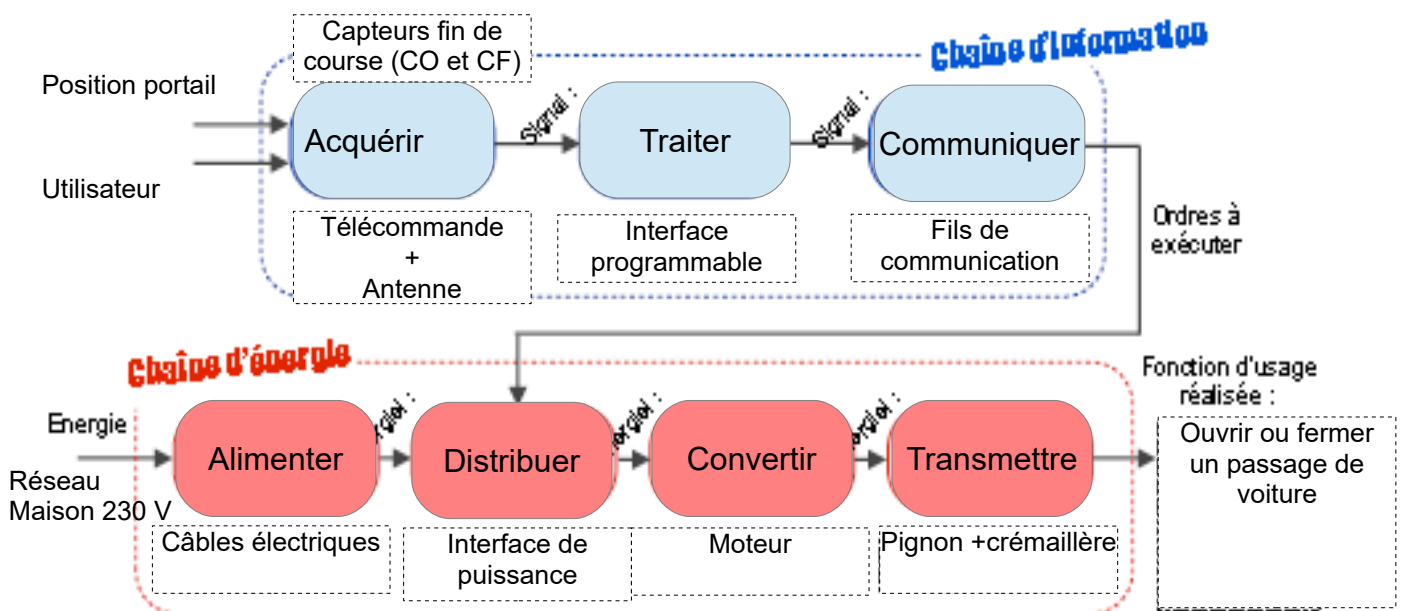 Capteurs fin de
course (CO et CF)
Chaîne d'information
Position portail
Utilisateur
Acquérir
Signal :
Traiter
Signal :
Communiquer
Télécommande
+
Antenne
Interface
programmable
Fils de
communication
Ordres à
exécuter
Chaîne d'énergie
Fonction d'usage
réalisée :
Energie
Réseau
Maison 230 V
Alimenter
Distribuer
Convertir
Transmettre
Ouvrir ou fermer
un passage de
voiture
Câbles électriques
Interface de
puissance
Moteur
Pignon +crémaillère